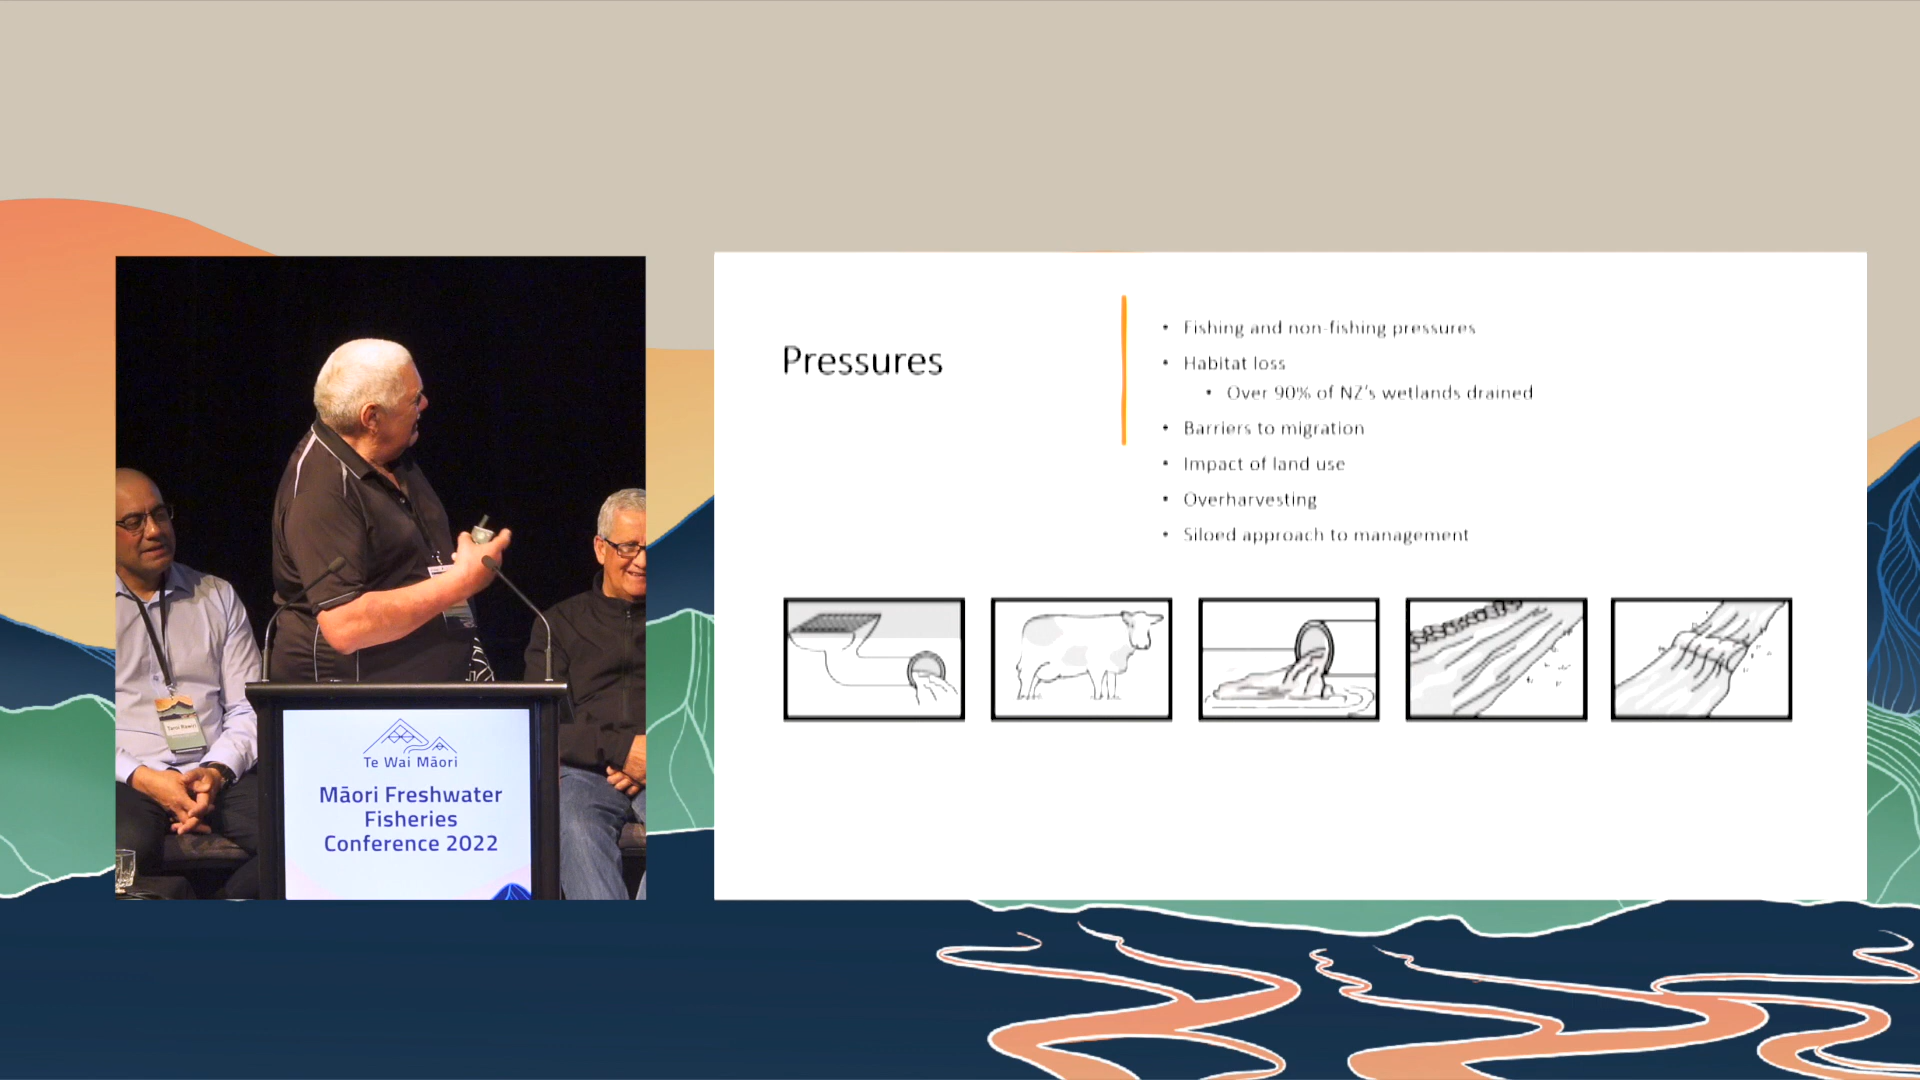 Pressures
• Fishing and non-fishing pressures
• Habitat loss
• Over 90% of NZ's wetlands drained
• Barriers to migration
• Impact of land use
• Overharvesting
• Siloed approach to management
Te Wai Māori
Māori Freshwater
Fisheries
Conference 2022